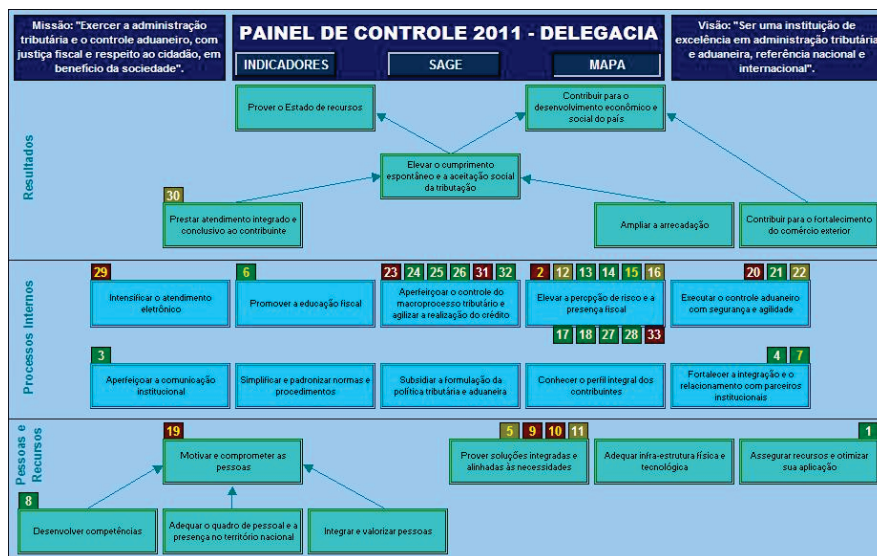 Missão: "Exercer a administração
tributária e o controle aduaneiro, com
justiça fiscal e respeito ao cidadão, em
benefício da sociedade".
PAINEL DE CONTROLE 2011 - DELEGACIA
INDICADORES
SAGE
MAPA
Visão: "Ser uma instituição de
excelência em administração tributária
e aduaneira, referência nacional e
internacional".
Resultados
Prover o Estado de recursos
Contribuir para o
desenvolvimento econômico e
social do país
Elevar o cumprimento
espontâneo e a aceitação social
da tributação
30
Prestar atendimento integrado e
conclusivo ao contribuinte
Ampliar a arrecadação
Contribuir para o fortalecimento
do comércio exterior
Processos Internos
29
Intensificar o atendimento
eletrônico
6
Promover a educação fiscal
23 24 25 26 31 32
Aperfeiçoar o controle do
macroprocesso tributário e
agilizar a realização do crédito
2 12 13 14 15 16
Elevar a percpção de risco e a
presença fiscal
17 18 27 28 33
20 21 22
Executar o controle aduaneiro
com segurança e agilidade
3
Aperfeiçoar a comunicação
institucional
Simplificar e padronizar normas e
procedimentos
Subsidiar a formulação da
política tributária e aduaneira
Conhecer o perfil integral dos
contribuintes
4 7
Fortalecer a integração e o
relacionamento com parceiros
institucionais
Pessoas e
Recursos
19
Motivar e comprometer as
pessoas
5 9 10 11
Prover soluções integradas e
alinhadas às necessidades
Adequar infra-estrutura física e
tecnológica
1
Assegurar recursos e otimizar
sua aplicação
8
Desenvolver competências
Adequar o quadro de pessoal e a
presença no território nacional
Integrar e valorizar pessoas